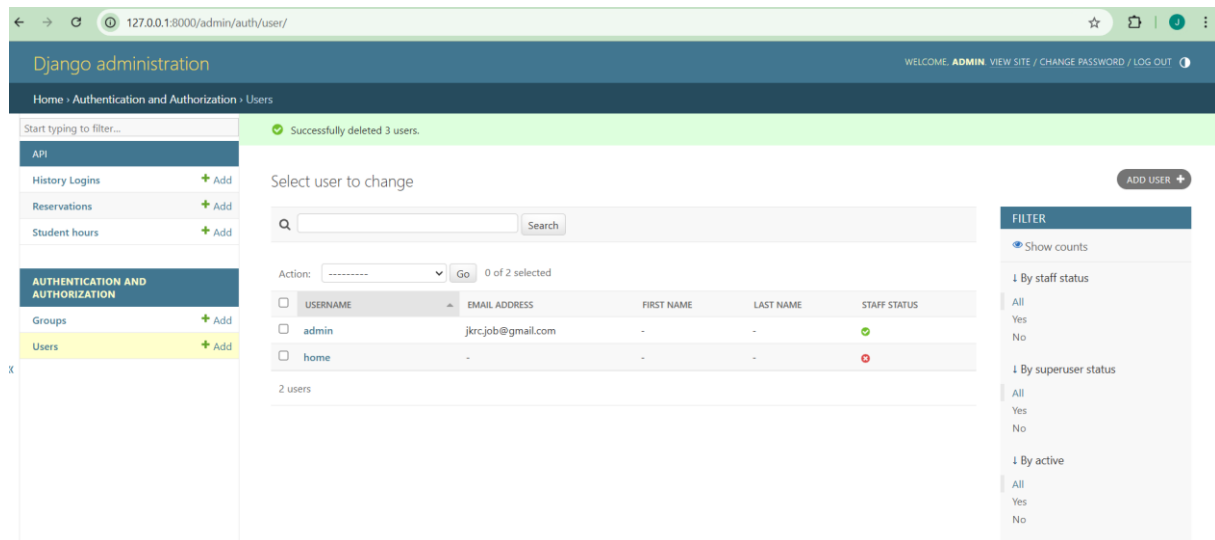 127.0.0.1:8000/admin/auth/user/
J
Django administration
WELCOME, ADMIN. VIEW SITE / CHANGE PASSWORD / LOG OUT
Home › Authentication and Authorization › Users
Start typing to filter...
Successfully deleted 3 users.
API
History Logins + Add
Reservations + Add
Student hours + Add
AUTHENTICATION AND
AUTHORIZATION
Groups + Add
Users + Add
«
Select user to change
ADD USER +
Search
Action: --------- Go 0 of 2 selected
USERNAME EMAIL ADDRESS FIRST NAME LAST NAME STAFF STATUS
admin jkrc.job@gmail.com - -
home - - -
2 users
FILTER
Show counts
↓ By staff status
All
Yes
No
↓ By superuser status
All
Yes
No
↓ By active
All
Yes
No